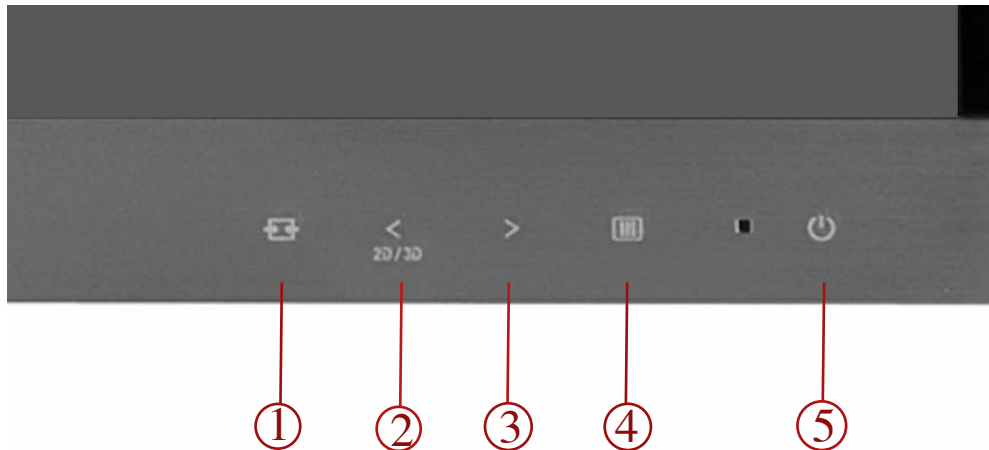 < >
2D/3D
① ② ③ ④ ⑤